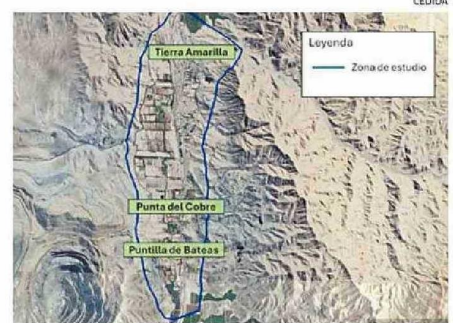 CEDIDA
Tierra Amarilla
Leyenda
Zona de estudio
Punta del Cobre
Puntilla de Bateas